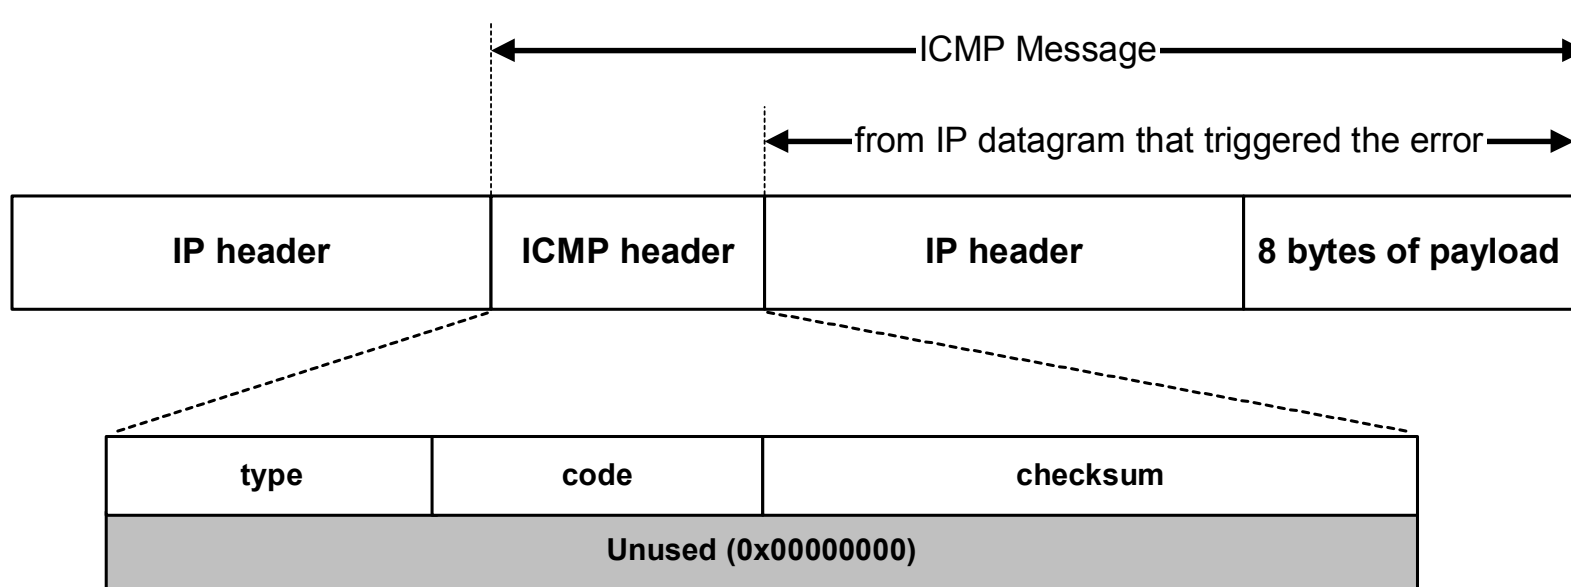 ICMP Message
from IP datagram that triggered the error
IP header ICMP header IP header 8 bytes of payload
type code checksum
Unused (0x00000000)